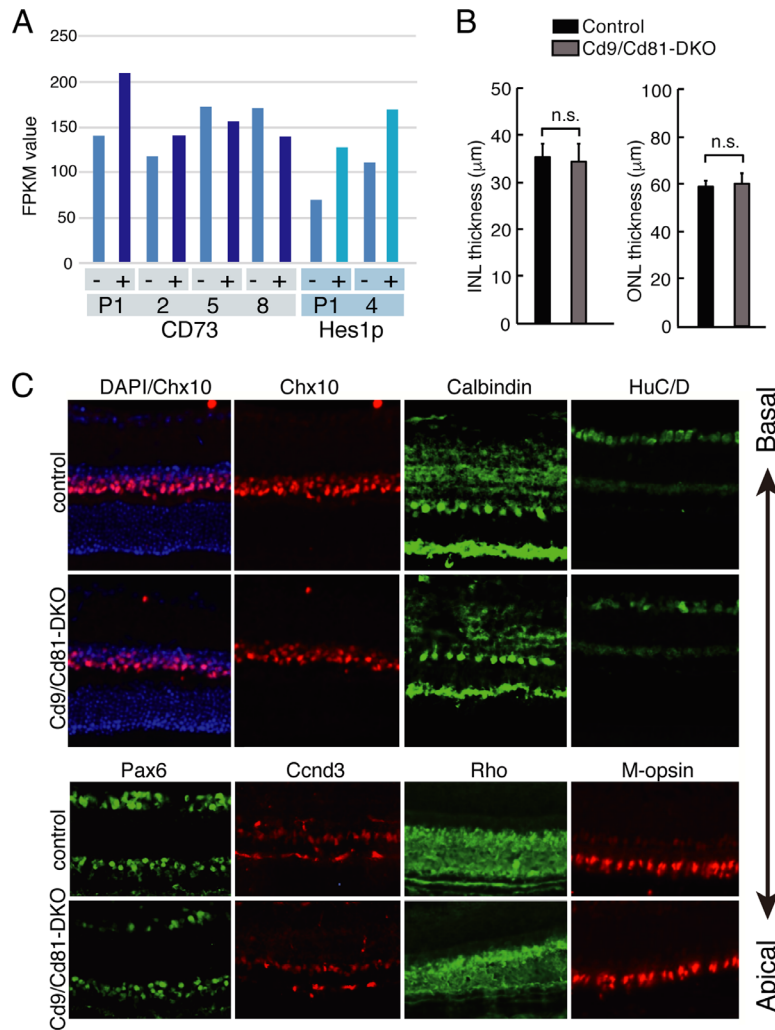 A
250
200
150
100
50
0
FPKM value
- + - + - + - + - + - +
P1 2 5 8 P1 4
CD73 Hes1p
B
Control
Cd9/Cd81-DKO
50
40
30
20
10
0
INL thickness (μm)
n.s.
100
80
60
40
20
0
ONL thickness (μm)
n.s.
C
DAPI/Chx10 Chx10 Calbindin HuC/D
control
Cd9/Cd81-DKO
Pax6 Ccnd3 Rho M-opsin
control
Cd9/Cd81-DKO
Basal
Apical